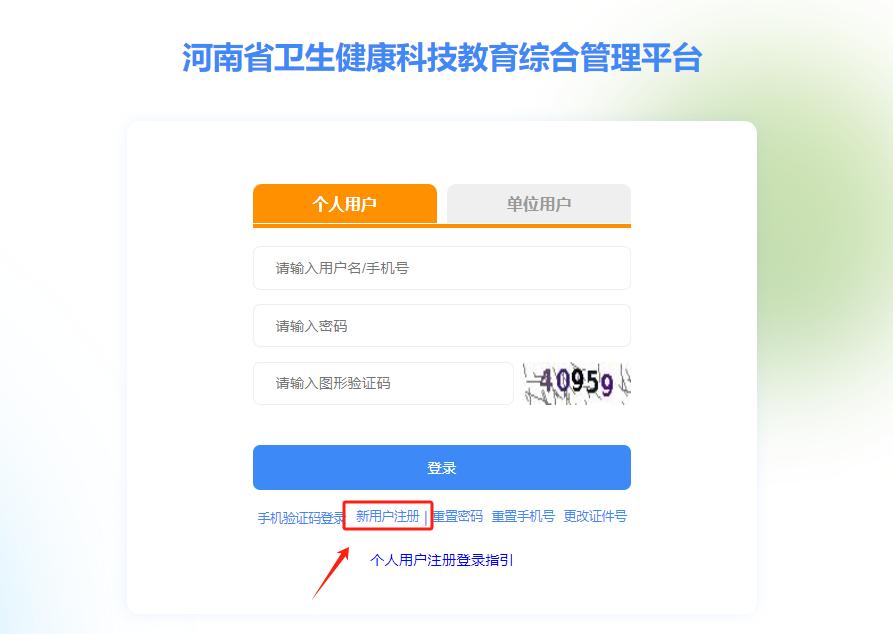 河南省卫生健康科技教育综合管理平台
个人用户 单位用户
请输入用户名/手机号
请输入密码
请输入图形验证码 40959
登录
手机验证码登录 新用户注册 | 重置密码 重置手机号 更改证件号
个人用户注册登录指引